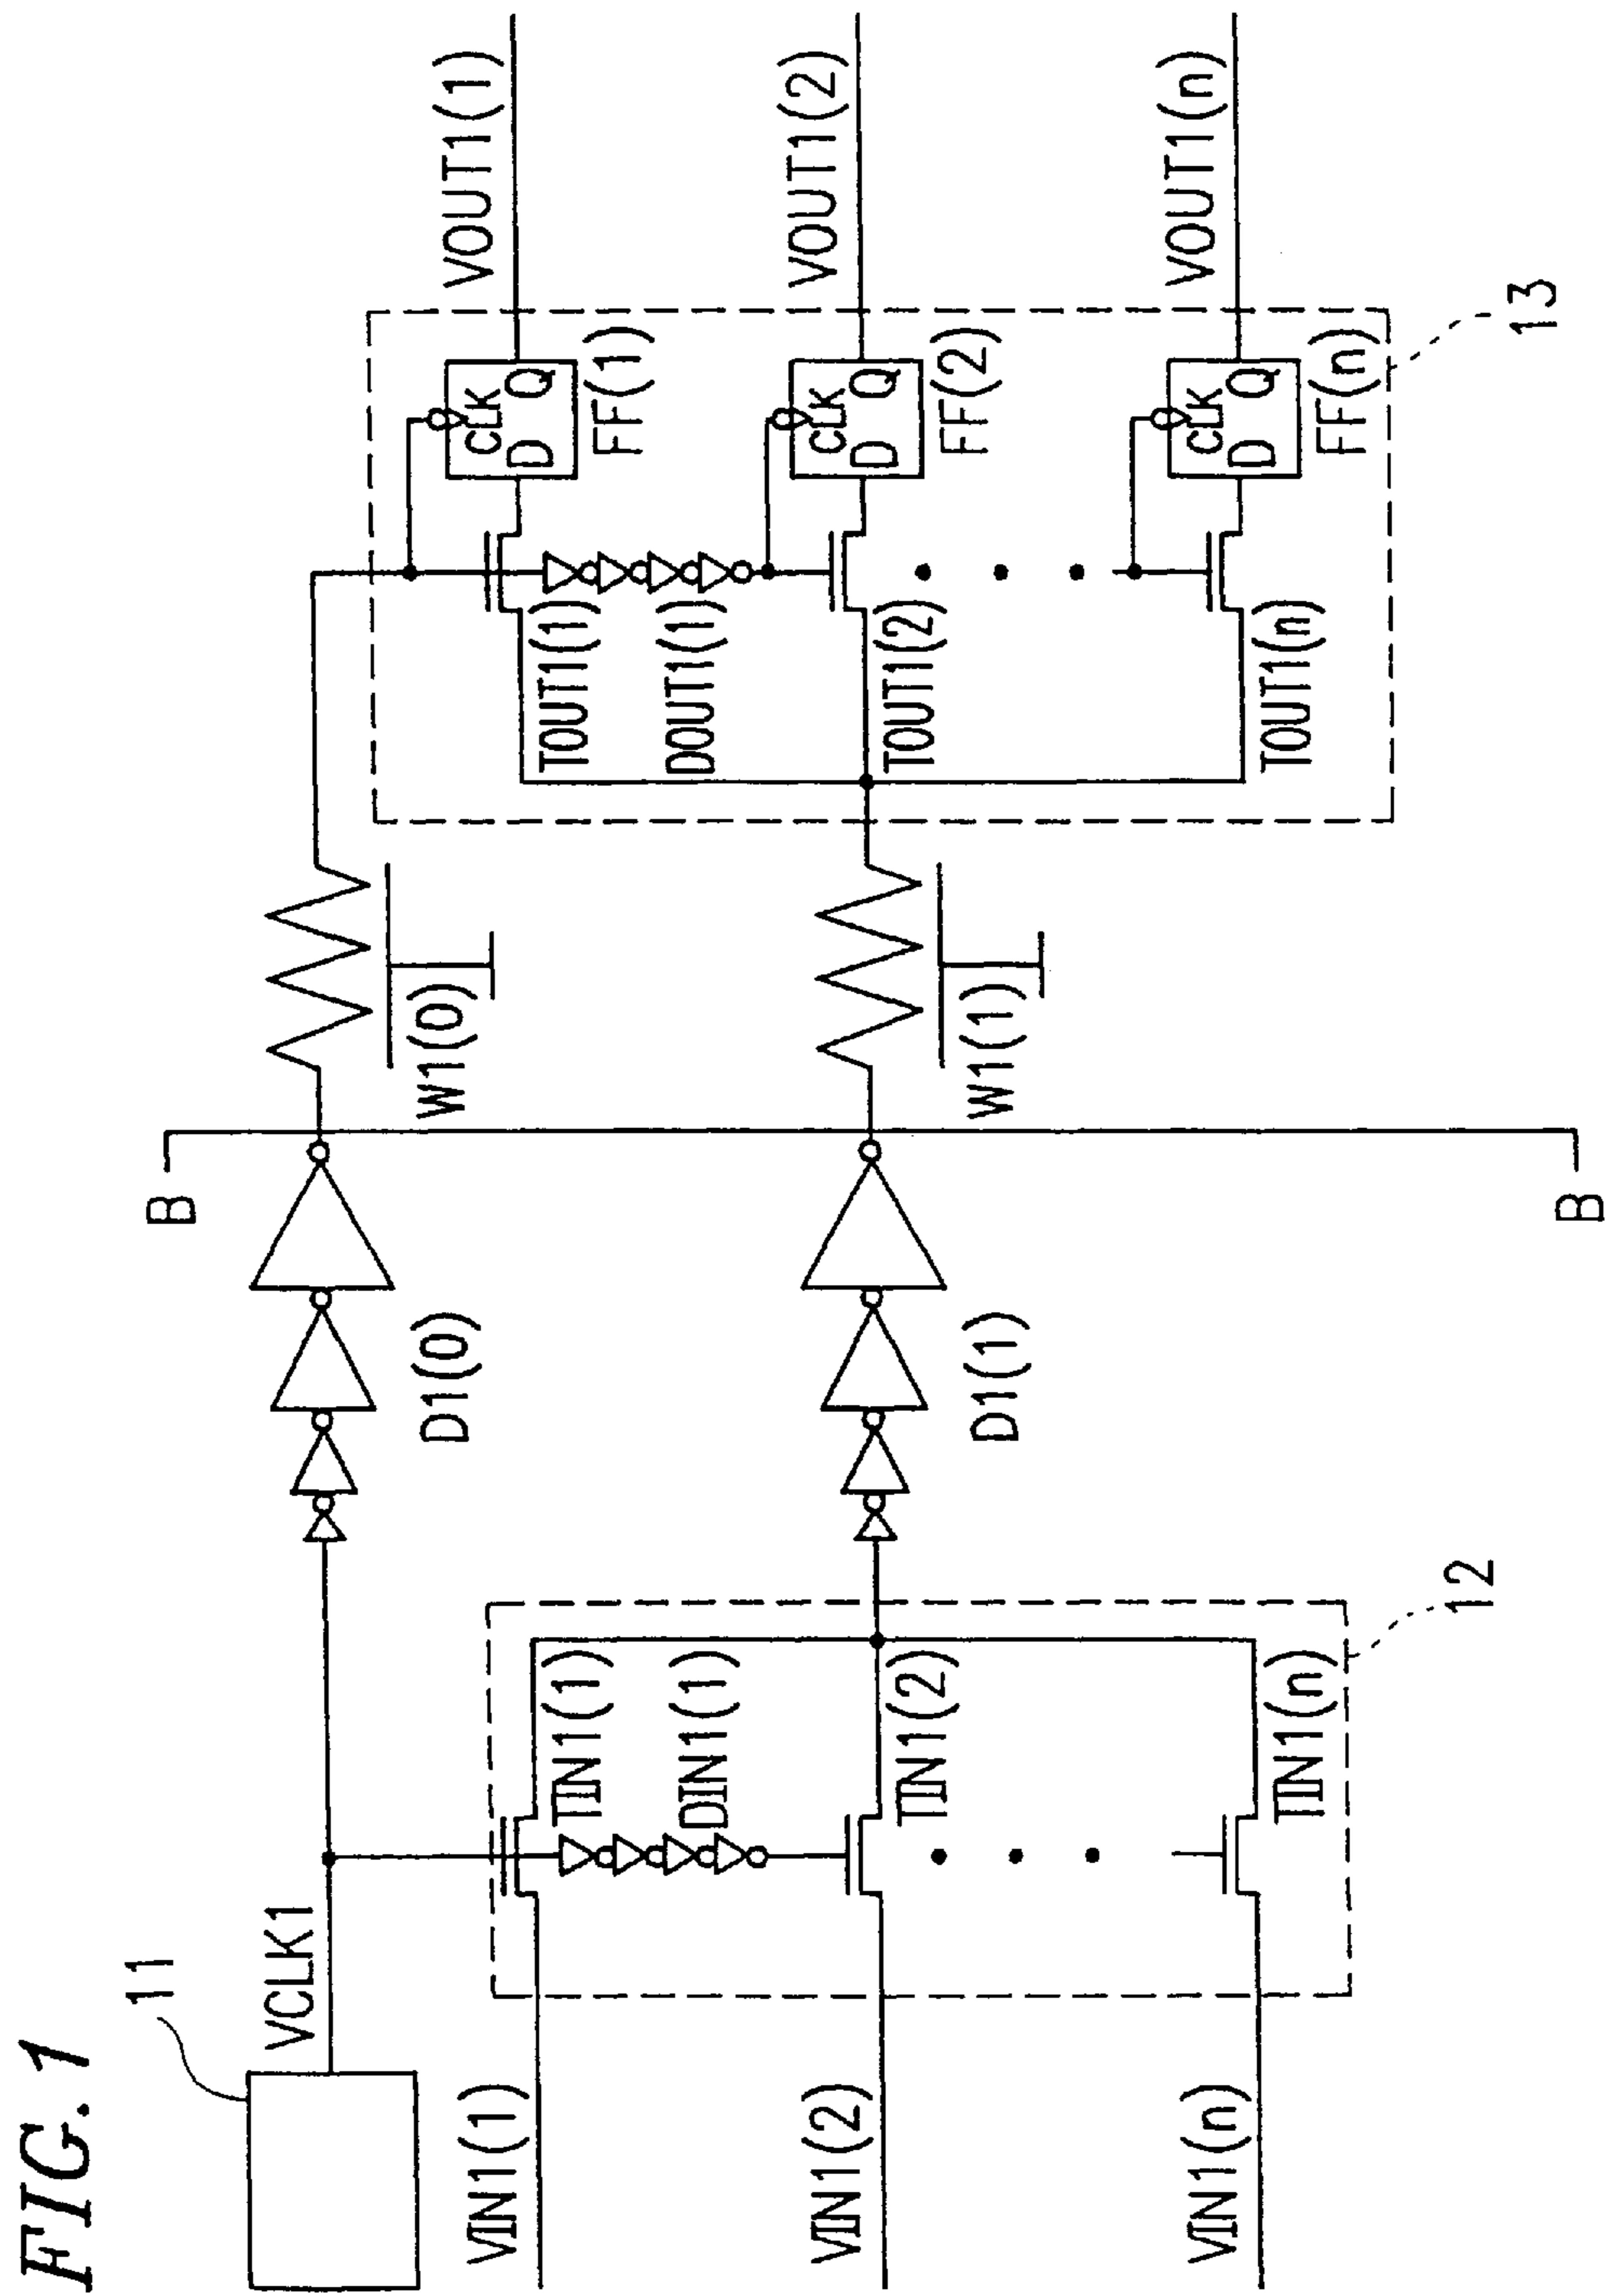 FIG. 1
11
VCLK1
VIN1(1)
VIN1(2)
VIN1(n)
TIN1(1)
DIN1(1)
TIN1(2)
TIN1(n)
12
D1(0)
D1(1)
B
B
W1(0)
W1(1)
TOUT1(1)
DOUT1(1)
TOUT1(2)
TOUT1(n)
CLK
D Q
FF(1)
CLK
D Q
FF(2)
CLK
D Q
FF(n)
13
VOUT1(1)
VOUT1(2)
VOUT1(n)